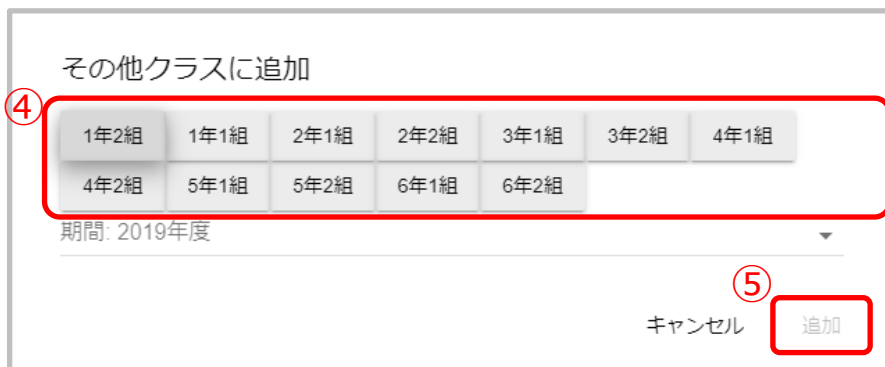 その他クラスに追加
④
1年2組 1年1組 2年1組 2年2組 3年1組 3年2組 4年1組
4年2組 5年1組 5年2組 6年1組 6年2組
期間: 2019年度
⑤
キャンセル 追加